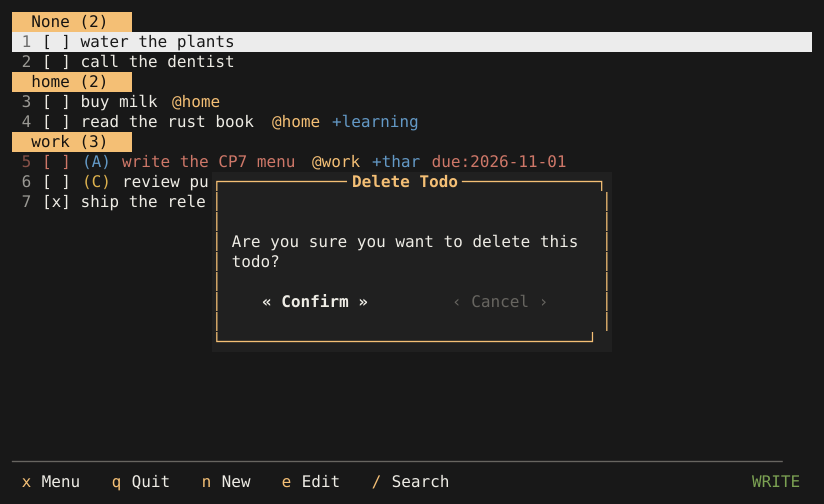 None (2)
1 [ ] water the plants
2 [ ] call the dentist
home (2)
3 [ ] buy milk @home
4 [ ] read the rust book @home +learning
work (3)
5 [ ] (A) write the CP7 menu @work +thar due:2026-11-01
6 [ ] (C) review pu
7 [x] ship the rele
Delete Todo
Are you sure you want to delete this
todo?
« Confirm » ‹ Cancel ›
x Menu q Quit n New e Edit / Search WRITE